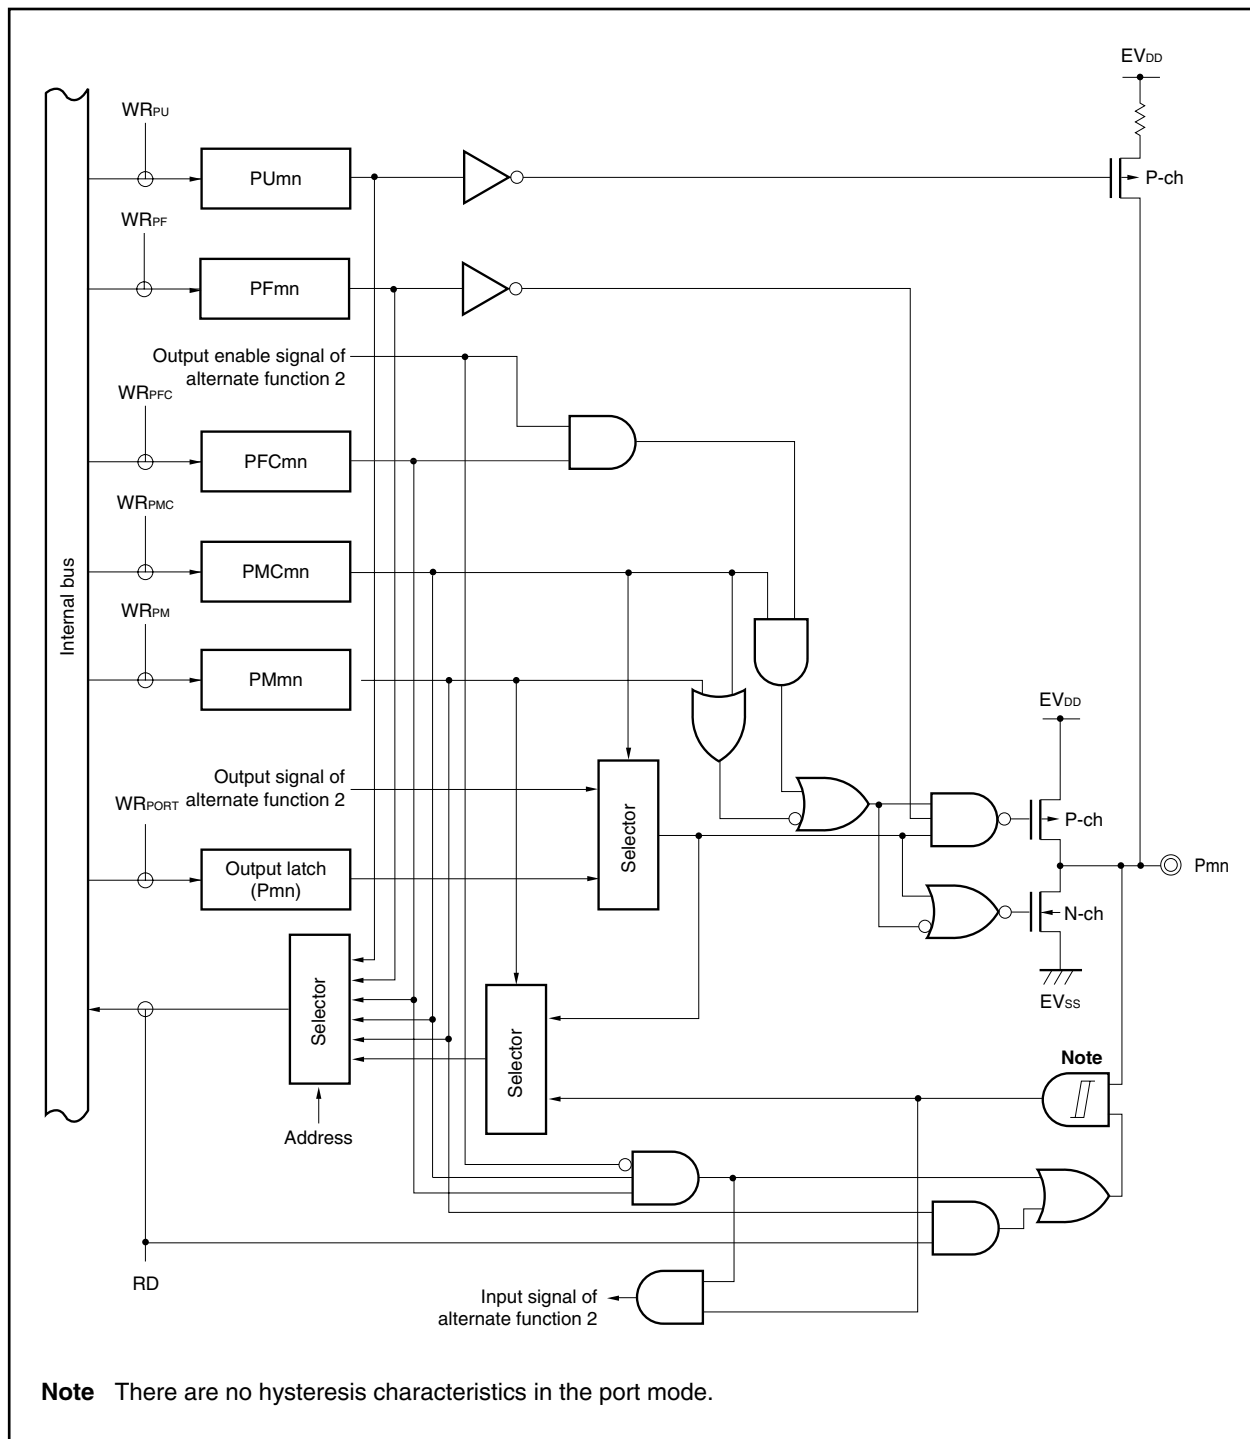 EVDD
WRPU
PUmn
P-ch
WRPF
PFmn
Output enable signal of
alternate function 2
WRPFC
PFCmn
WRPMC
PMCmn
Internal bus
WRPM
PMmn
EVDD
Output signal of
alternate function 2
WRPORT
Selector
P-ch
Output latch
(Pmn)
Pmn
N-ch
Selector
Selector
EVSS
Note
Address
RD
Input signal of
alternate function 2
Note There are no hysteresis characteristics in the port mode.